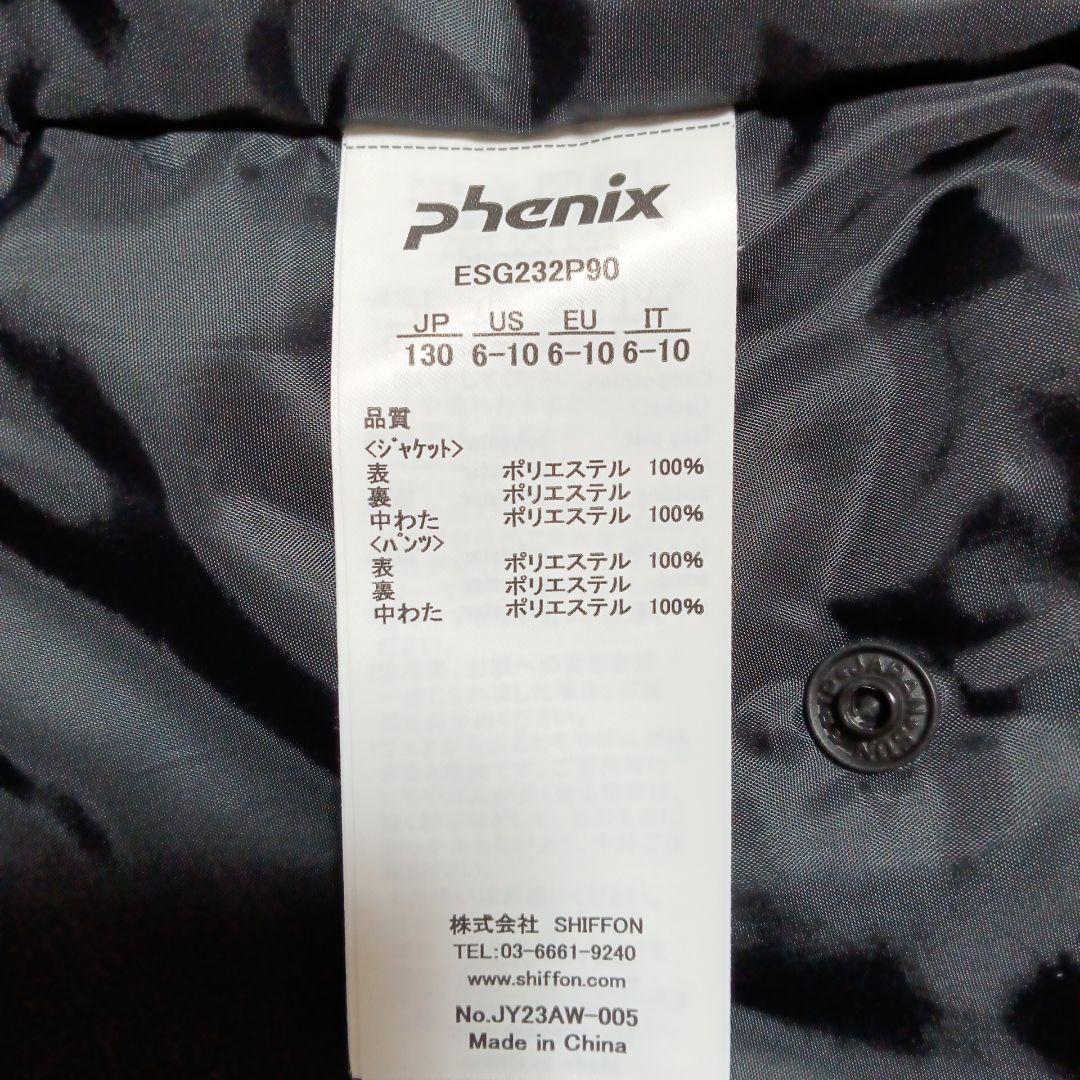 phenix
ESG232P90
JP US EU IT
130 6-10 6-10 6-10
品質
<ジャケット>
表 ポリエステル 100%
裏 ポリエステル
中わた ポリエステル 100%
<パンツ>
表 ポリエステル 100%
裏 ポリエステル
中わた ポリエステル 100%
JAPAN
株式会社 SHIFFON
TEL:03-6661-9240
www.shiffon.com
No.JY23AW-005
Made in China